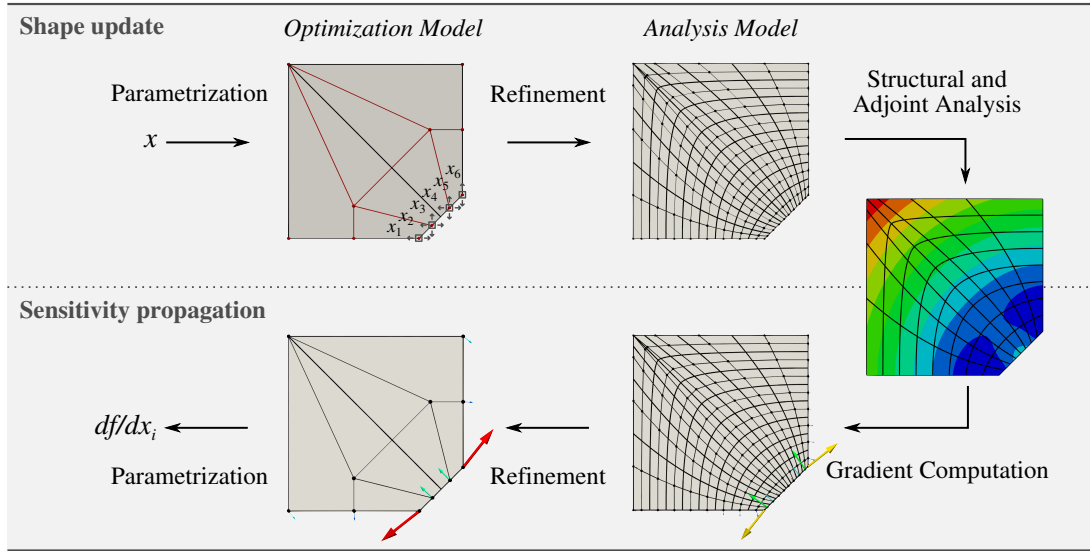 Shape update
Optimization Model
Analysis Model
Parametrization
x
Refinement
Structural and
Adjoint Analysis
x₁
x₂
x₃
x₄
x₅
x₆
Sensitivity propagation
df/dxᵢ
Parametrization
Refinement
Gradient Computation